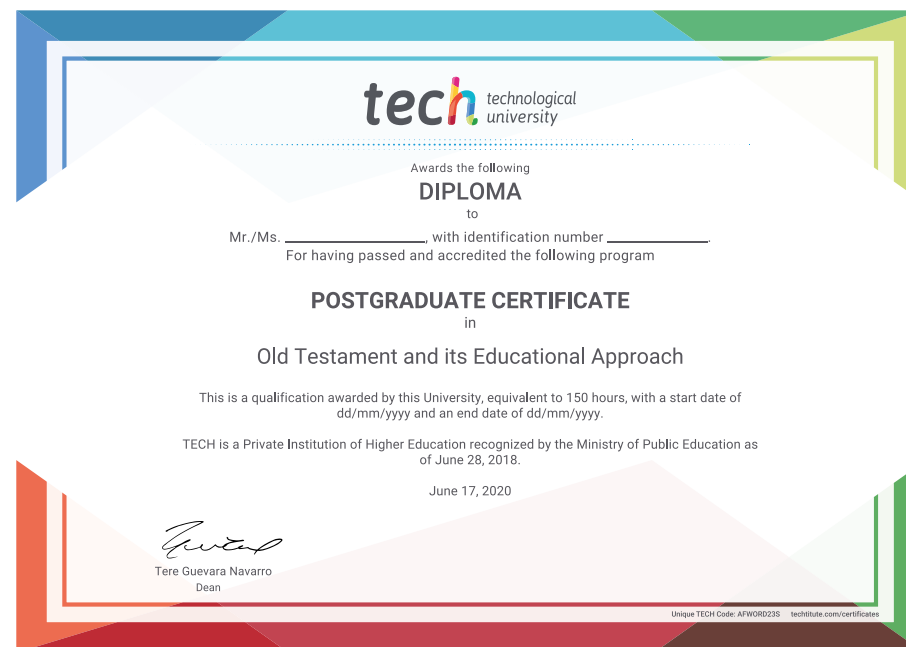 tech technological
university
Awards the following
DIPLOMA
to
Mr./Ms. ____________________, with identification number ______________.
For having passed and accredited the following program
POSTGRADUATE CERTIFICATE
in
Old Testament and its Educational Approach
This is a qualification awarded by this University, equivalent to 150 hours, with a start date of
dd/mm/yyyy and an end date of dd/mm/yyyy.
TECH is a Private Institution of Higher Education recognized by the Ministry of Public Education as
of June 28, 2018.
June 17, 2020
Tere Guevara Navarro
Dean
Unique TECH Code: AFWORD23S techtitute.com/certificates